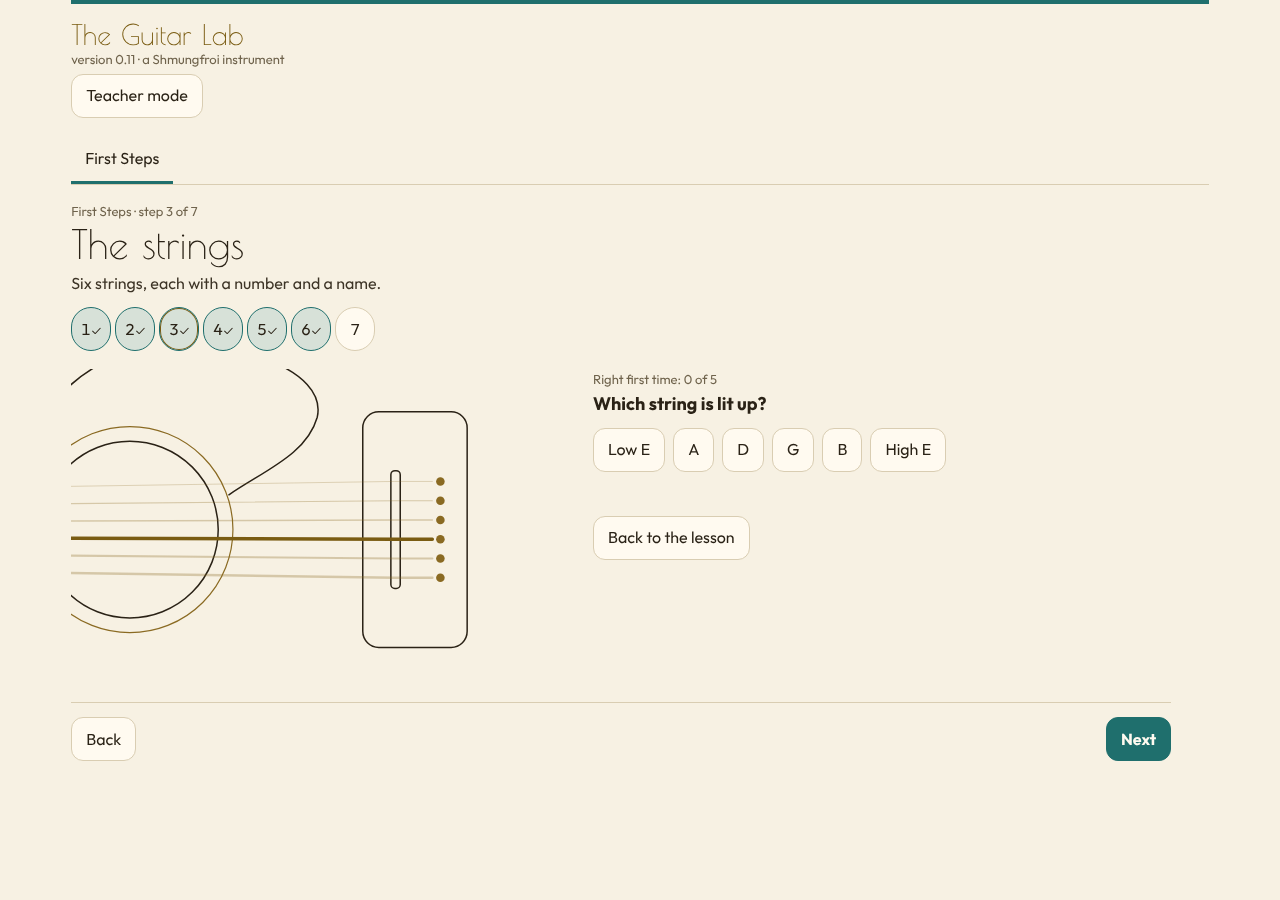 The Guitar Lab
version 0.11 · a Shmungfroi instrument
Teacher mode
First Steps
First Steps · step 3 of 7
The strings
Six strings, each with a number and a name.
1✓ 2✓ 3✓ 4✓ 5✓ 6✓ 7
Right first time: 0 of 5
Which string is lit up?
Low E A D G B High E
Back to the lesson
Back Next